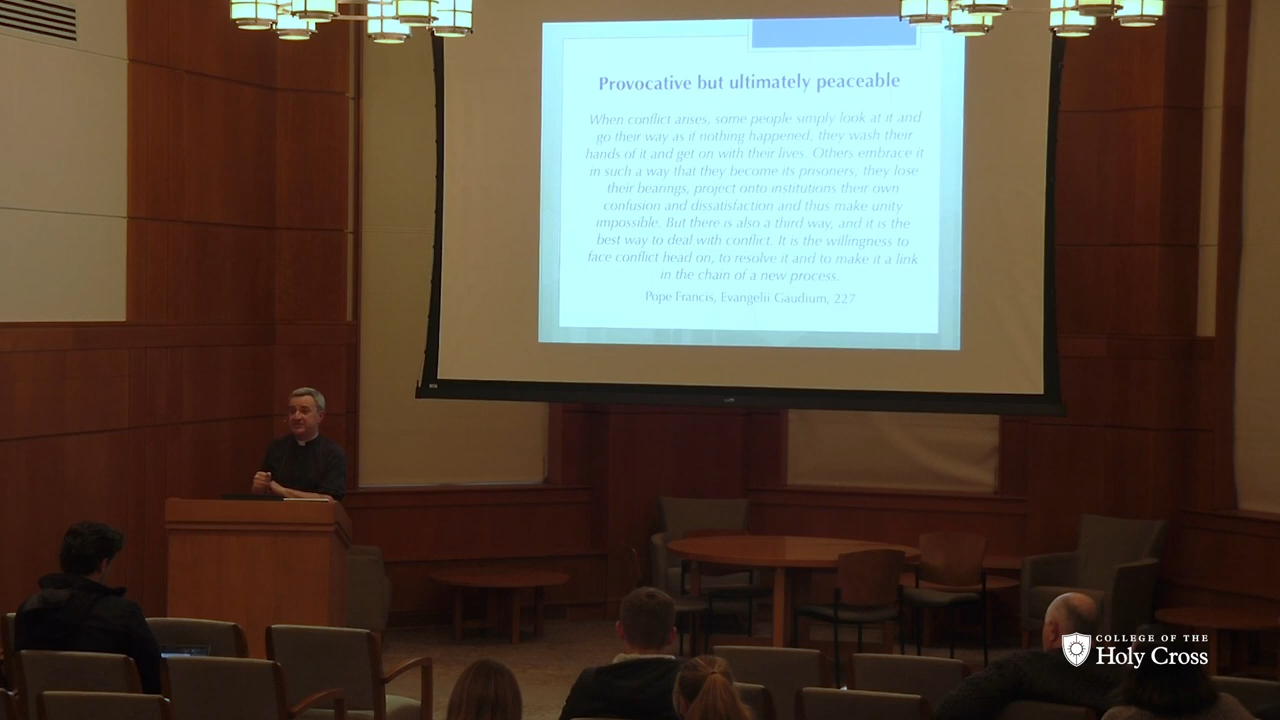 Provocative but ultimately peaceable
When conflict arises, some people simply look at it and
go their way as if nothing happened, they wash their
hands of it and get on with their lives. Others embrace it
in such a way that they become its prisoners, they lose
their bearings, project onto institutions their own
confusion and dissatisfaction and thus make unity
impossible. But there is also a third way, and it is the
best way to deal with conflict. It is the willingness to
face conflict head on, to resolve it and to make it a link
in the chain of a new process.
Pope Francis, Evangelii Gaudium, 227
COLLEGE OF THE
Holy Cross